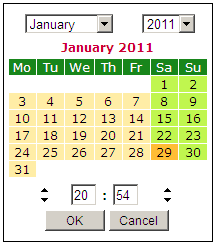 January 2011
January 2011
Mo Tu We Th Fr Sa Su
1 2
3 4 5 6 7 8 9
10 11 12 13 14 15 16
17 18 19 20 21 22 23
24 25 26 27 28 29 30
31
20 : 54
OK Cancel